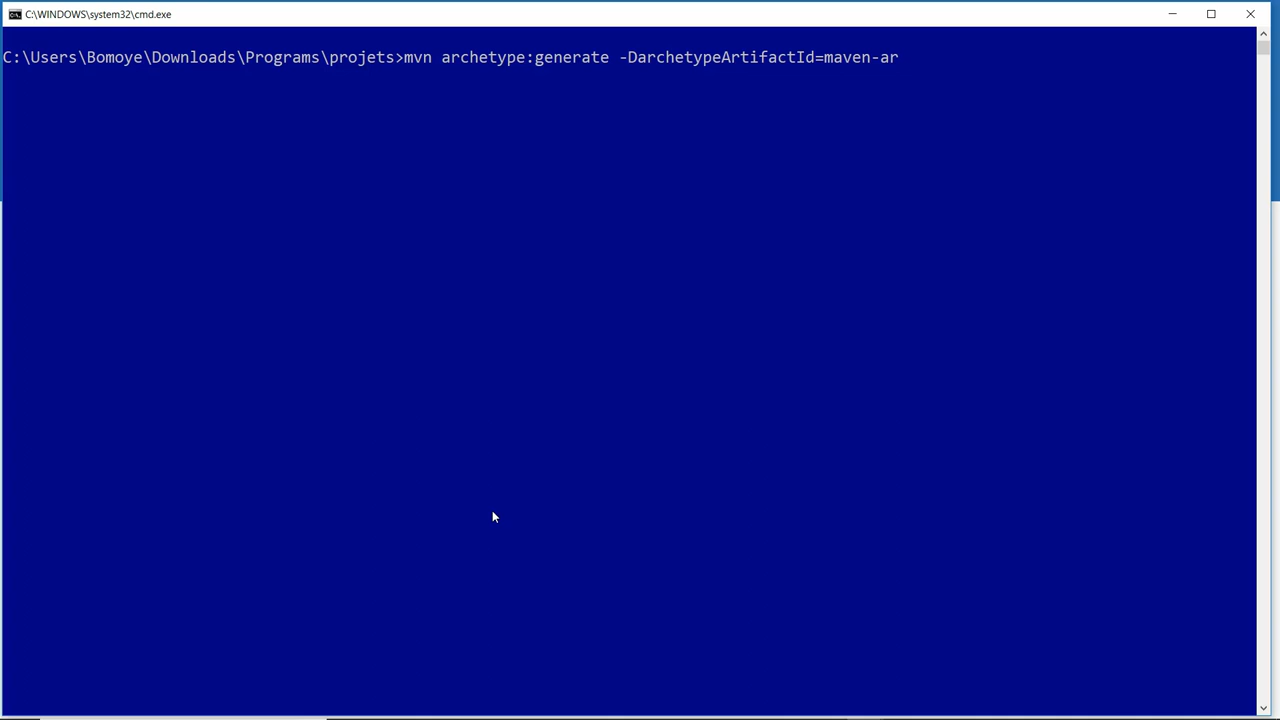 C:\WINDOWS\system32\cmd.exe
C:\Users\Bomoye\Downloads\Programs\projets>mvn archetype:generate -DarchetypeArtifactId=maven-ar